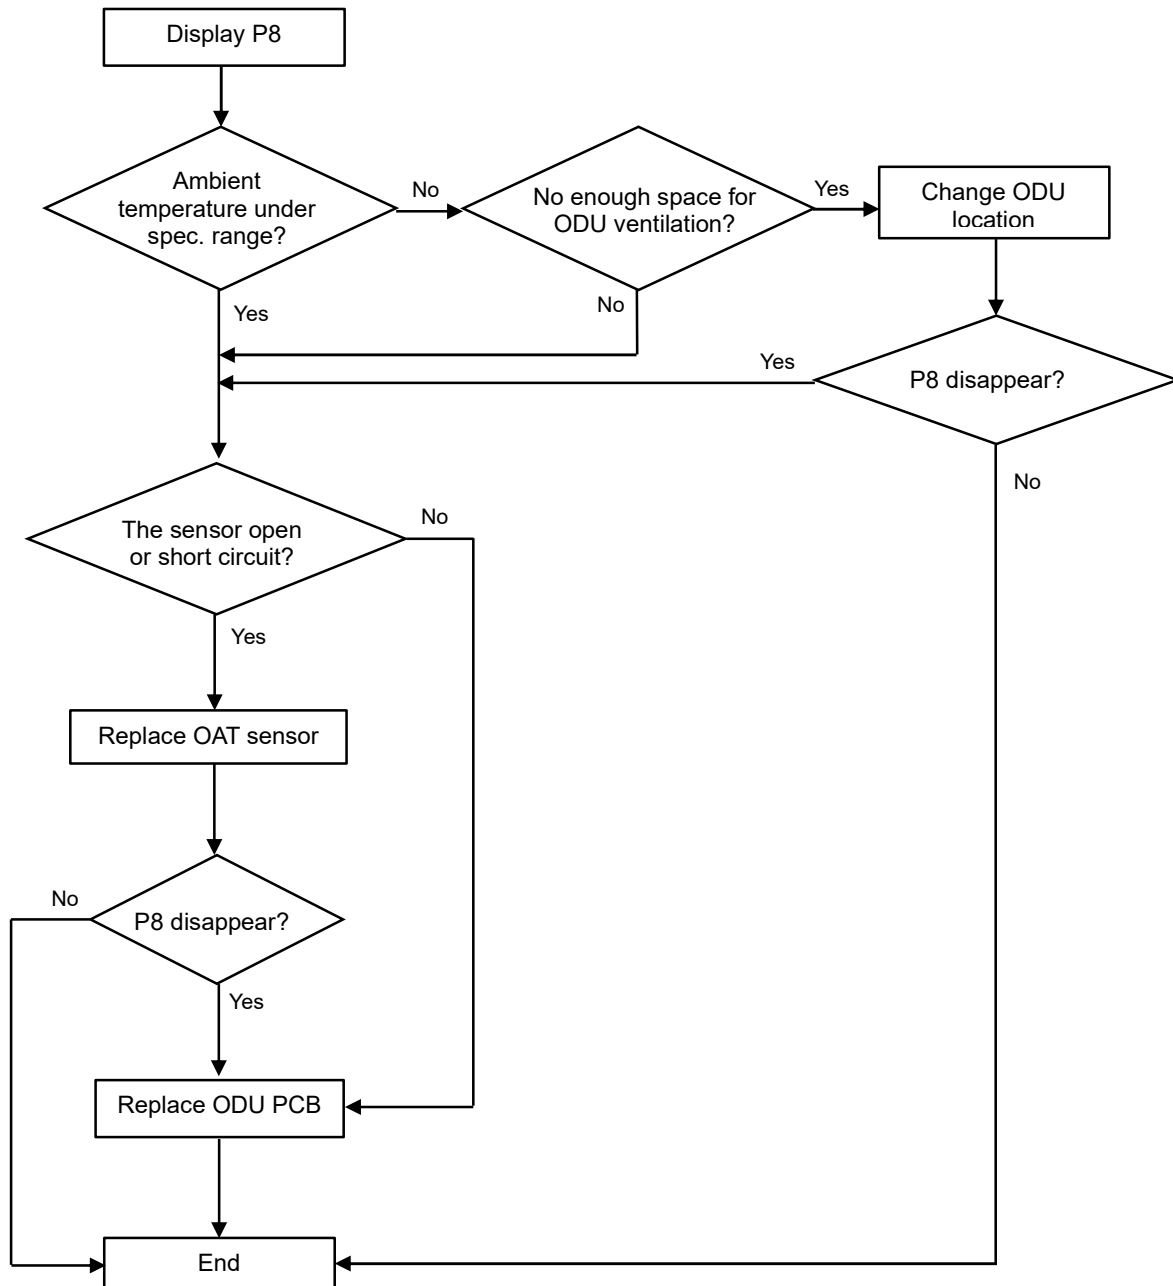 Display P8
Ambient
temperature under
spec. range?
No
No enough space for
ODU ventilation?
Yes
Change ODU
location
Yes
No
Yes
P8 disappear?
No
The sensor open
or short circuit?
No
Yes
Replace OAT sensor
No
P8 disappear?
Yes
Replace ODU PCB
End